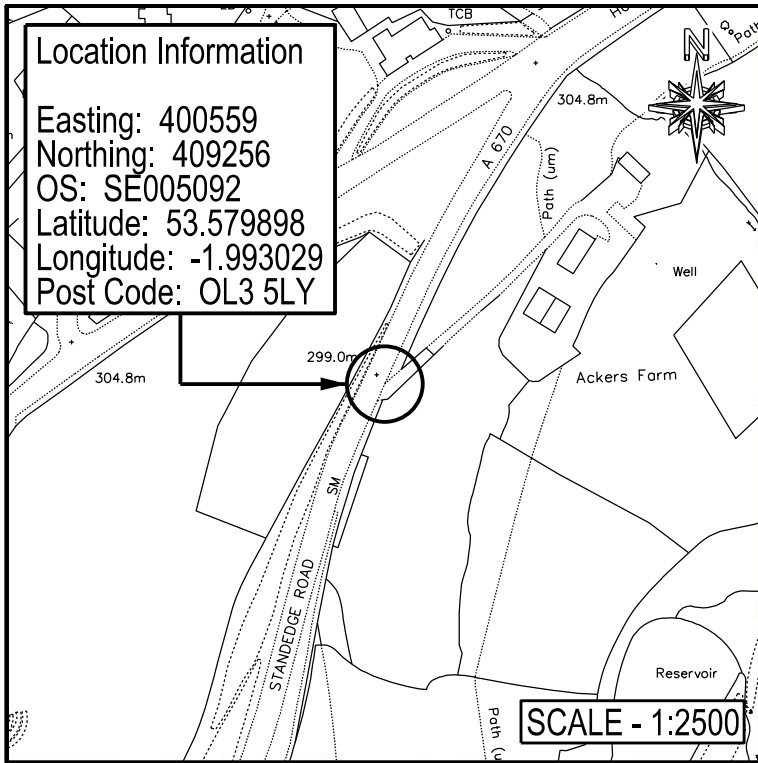 TCB
N
Path
Location Information
Easting: 400559
Northing: 409256
OS: SE005092
Latitude: 53.579898
Longitude: -1.993029
Post Code: OL3 5LY
304.8m
A 670
Path (um)
Well
299.0m
304.8m
Ackers Farm
SM
STANDEDGE ROAD
Reservoir
Path (u
SCALE - 1:2500